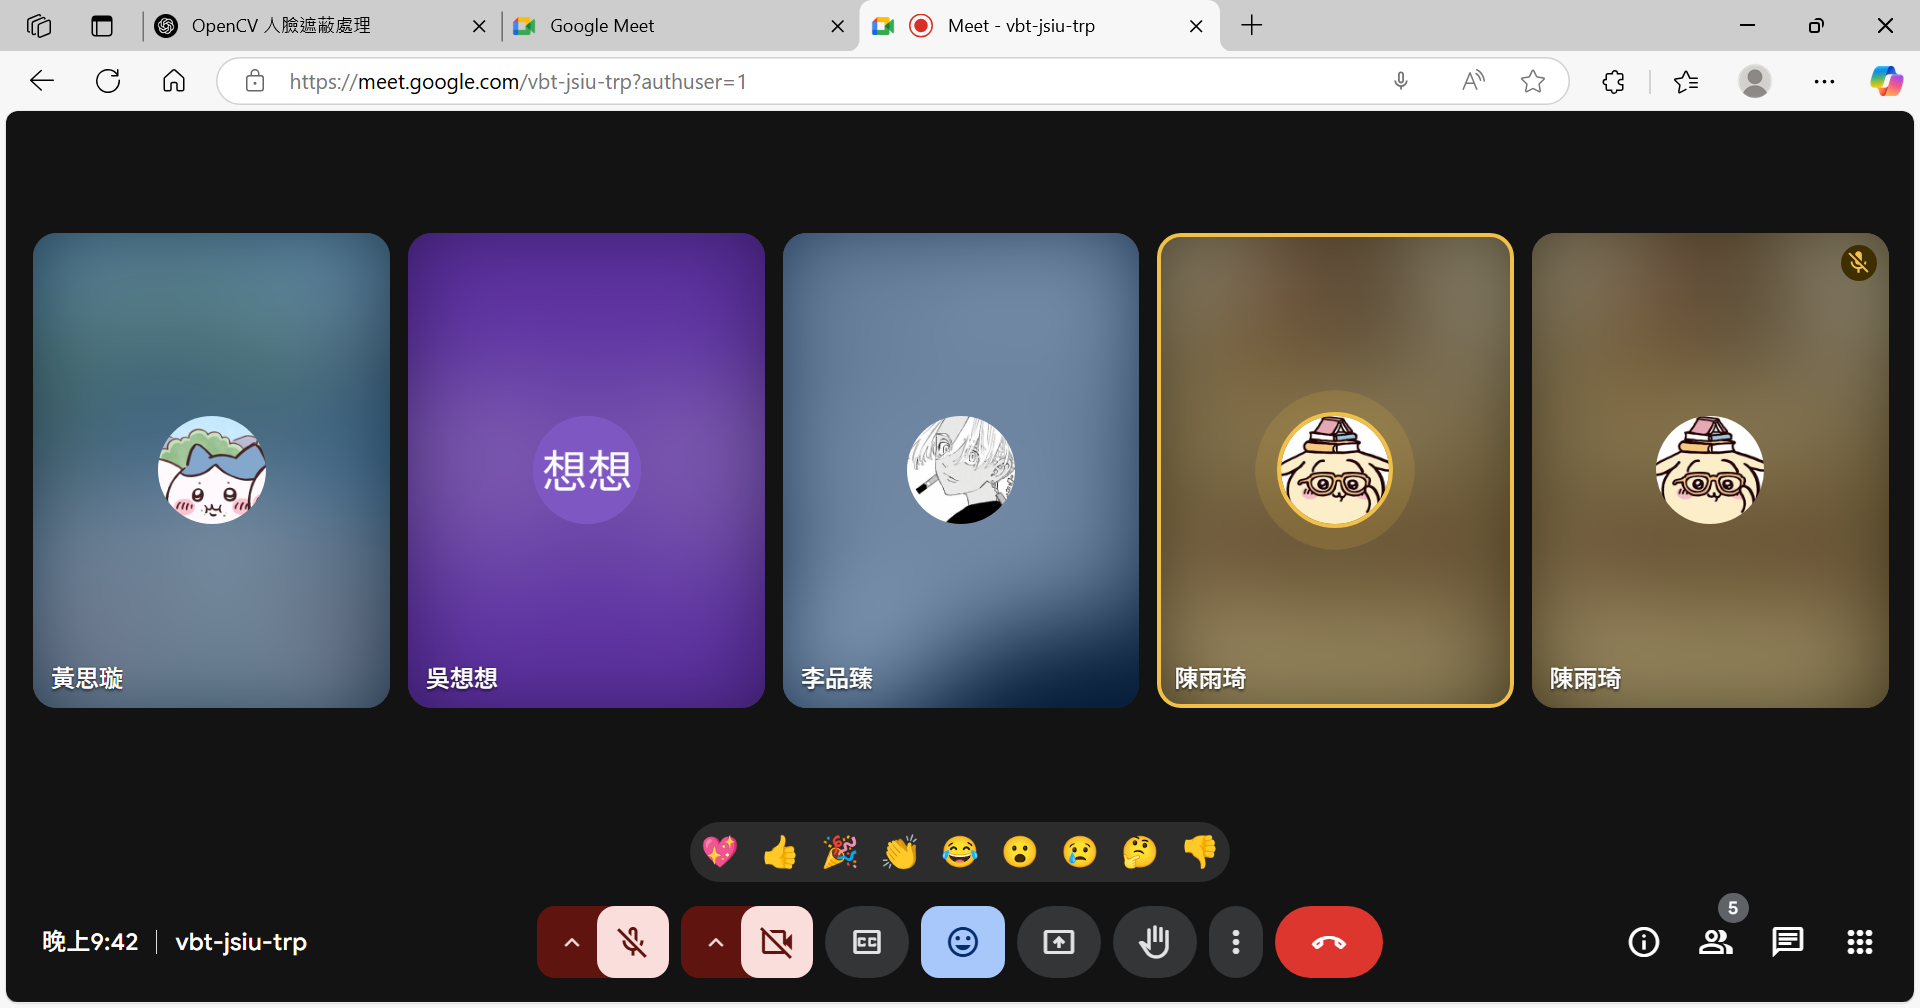 OpenCV 人臉遮蔽處理
Google Meet
Meet - vbt-jsiu-trp
https://meet.google.com/vbt-jsiu-trp?authuser=1
想想
黃思璇
吳想想
李品臻
陳雨琦
陳雨琦
晚上9:42
vbt-jsiu-trp
CC
5